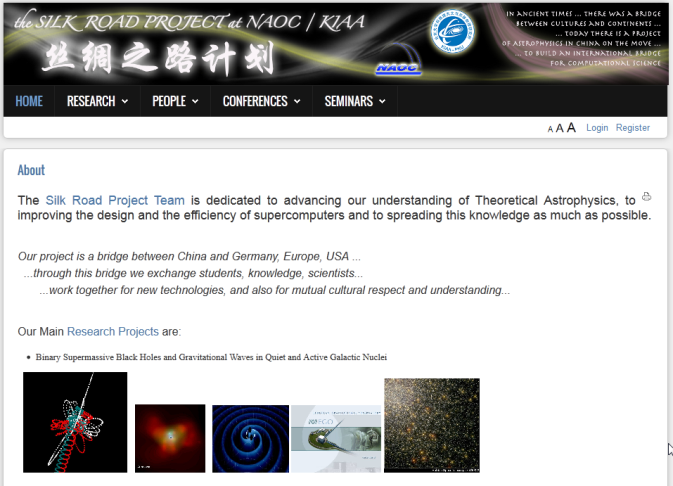 the SILK ROAD PROJECT at NAOC / KIAA
丝绸之路计划
NAOC
IN ANCIENT TIMES ... THERE WAS A BRIDGE
BETWEEN CULTURES AND CONTINENTS ...
... TODAY THERE IS A PROJECT
OF ASTROPHYSICS IN CHINA ON THE MOVE ...
... TO BUILD AN INTERNATIONAL BRIDGE
FOR COMPUTATIONAL SCIENCE
HOME RESEARCH PEOPLE CONFERENCES SEMINARS
A A A Login Register
About
The Silk Road Project Team is dedicated to advancing our understanding of Theoretical Astrophysics, to
improving the design and the efficiency of supercomputers and to spreading this knowledge as much as possible.
Our project is a bridge between China and Germany, Europe, USA ...
...through this bridge we exchange students, knowledge, scientists...
...work together for new technologies, and also for mutual cultural respect and understanding...
Our Main Research Projects are:
• Binary Supermassive Black Holes and Gravitational Waves in Quiet and Active Galactic Nuclei